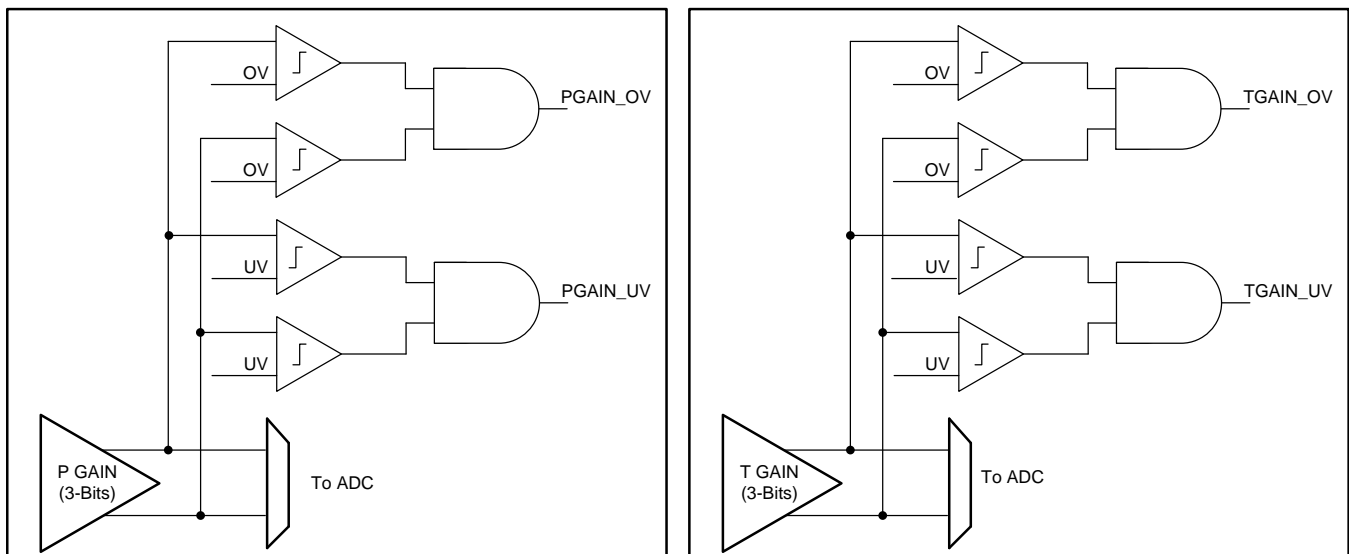 OV
PGAIN_OV
OV
UV
PGAIN_UV
UV
P GAIN
(3-Bits)
To ADC
OV
TGAIN_OV
OV
UV
TGAIN_UV
UV
T GAIN
(3-Bits)
To ADC